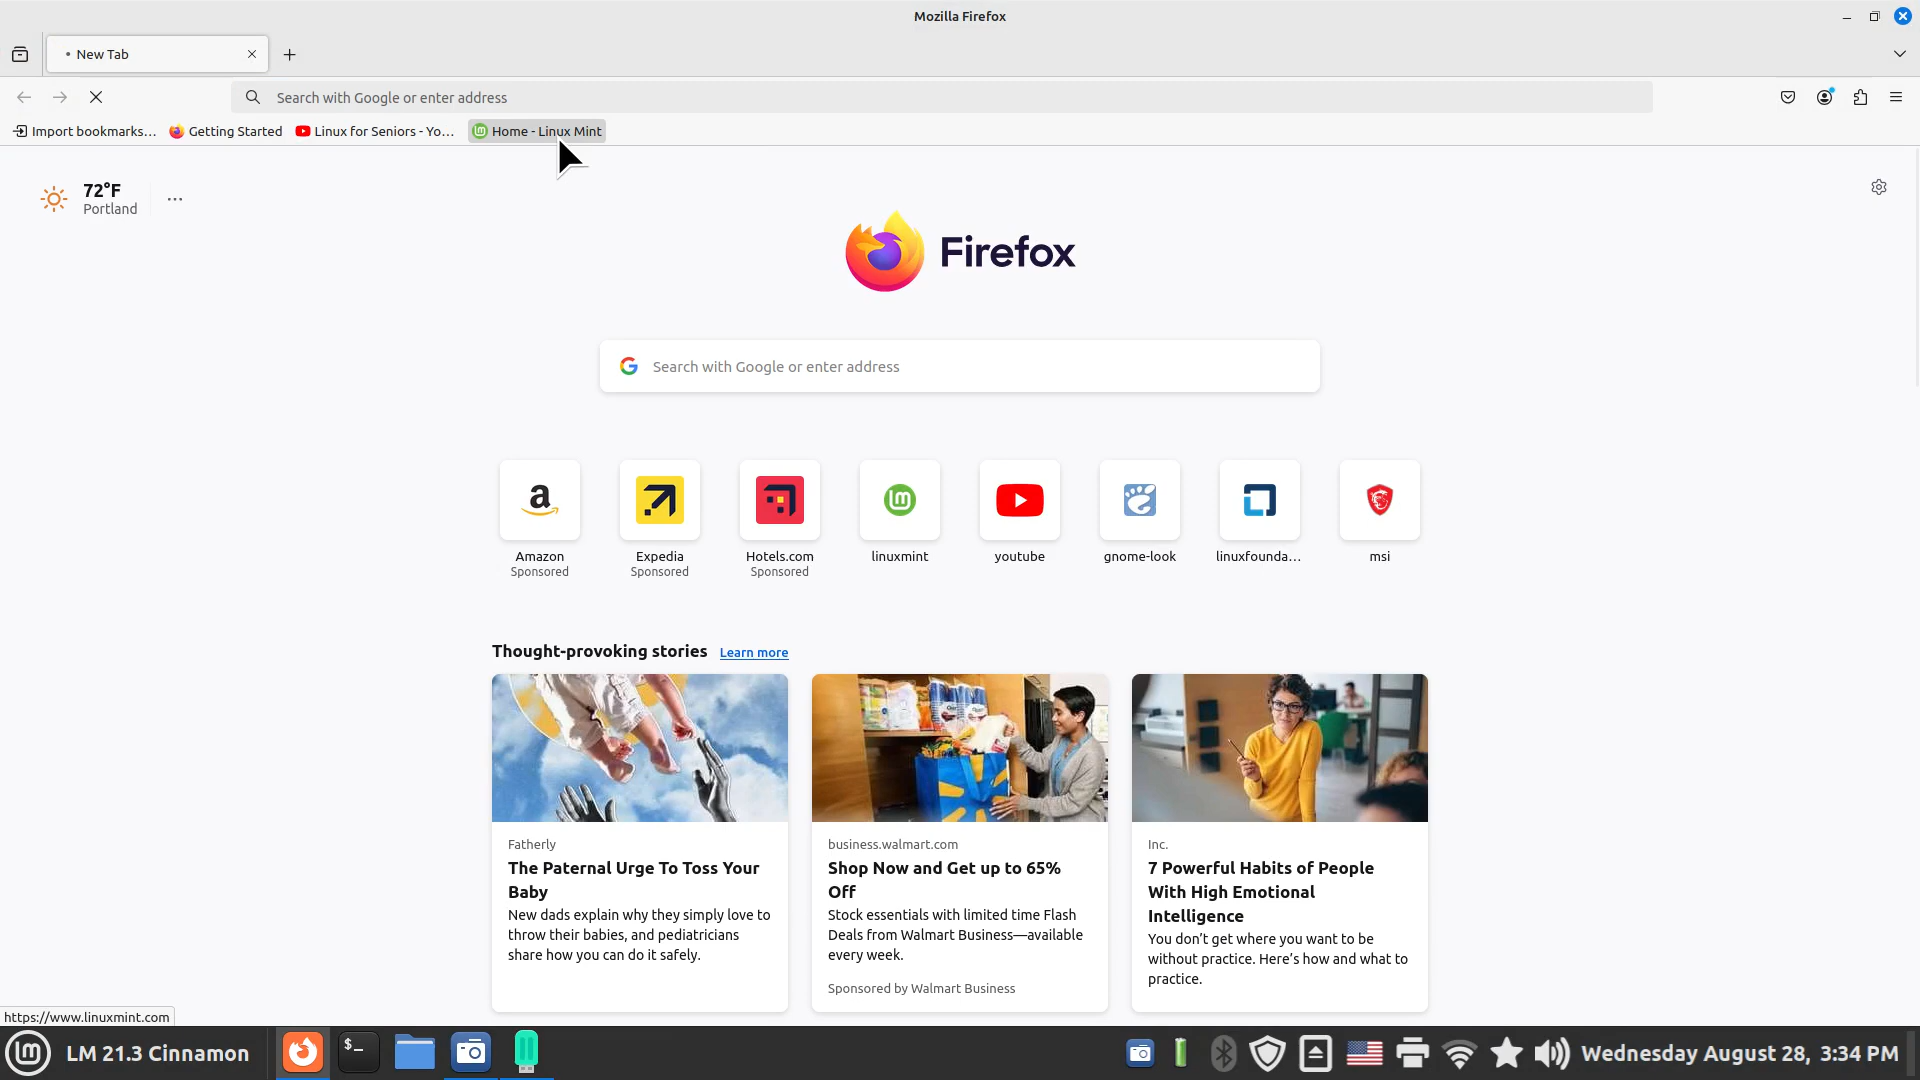 Mozilla Firefox
New Tab
Search with Google or enter address
Import bookmarks...
Getting Started
Linux for Seniors - Yo...
Home - Linux Mint
72°F
Portland
Firefox
Search with Google or enter address
a
Amazon
Sponsored
Expedia
Sponsored
Hotels.com
Sponsored
linuxmint
youtube
gnome-look
linuxfounda...
msi
Thought-provoking stories
Learn more
Fatherly
The Paternal Urge To Toss Your
Baby
New dads explain why they simply love to
throw their babies, and pediatricians
share how you can do it safely.
business.walmart.com
Shop Now and Get up to 65%
Off
Stock essentials with limited time Flash
Deals from Walmart Business—available
every week.
Sponsored by Walmart Business
Inc.
7 Powerful Habits of People
With High Emotional
Intelligence
You don’t get where you want to be
without practice. Here’s how and what to
practice.
https://www.linuxmint.com
LM 21.3 Cinnamon
$_
Wednesday August 28, 3:34 PM